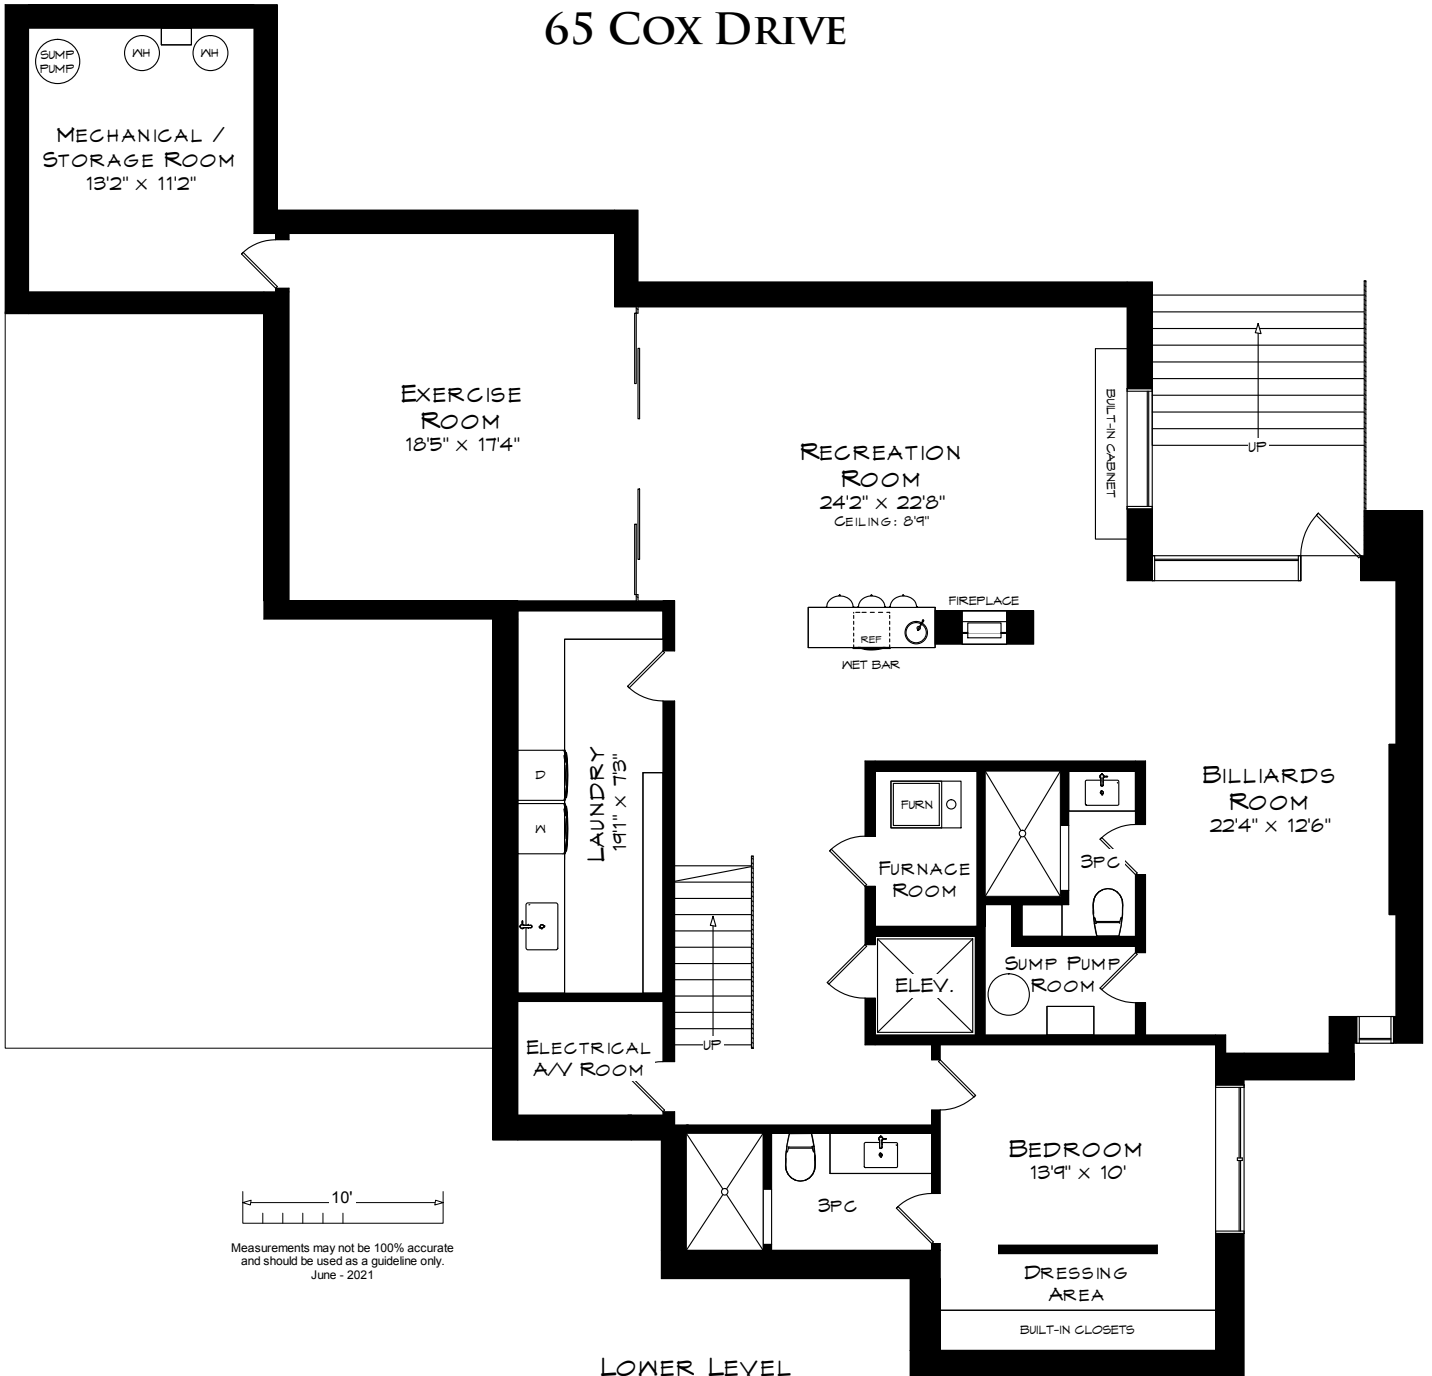 65 COX DRIVE
SUMP
PUMP
WH
WH
MECHANICAL /
STORAGE ROOM
13'2" x 11'2"
EXERCISE
ROOM
18'5" x 17'4"
RECREATION
ROOM
24'2" x 22'8"
CEILING: 8'9"
BUILT-IN CABINET
UP
FIREPLACE
REF
WET BAR
D
W
LAUNDRY
19'1" x 7'3"
FURN
FURNACE
ROOM
3PC
BILLIARDS
ROOM
22'4" x 12'6"
ELEV.
SUMP PUMP
ROOM
UP
ELECTRICAL
A/V ROOM
BEDROOM
13'9" x 10'
3PC
10'
Measurements may not be 100% accurate
and should be used as a guideline only.
June - 2021
DRESSING
AREA
BUILT-IN CLOSETS
LOWER LEVEL